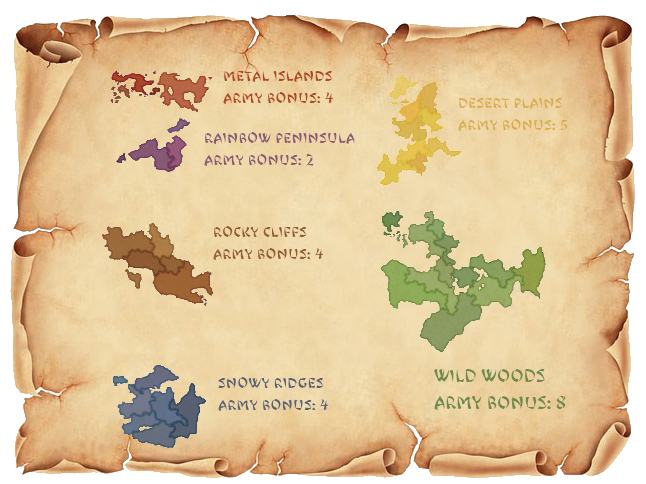 METAL ISLANDS
ARMY BONUS: 4
RAINBOW PENINSULA
ARMY BONUS: 2
DESERT PLAINS
ARMY BONUS: 5
ROCKY CLIFFS
ARMY BONUS: 4
SNOWY RIDGES
ARMY BONUS: 4
WILD WOODS
ARMY BONUS: 8